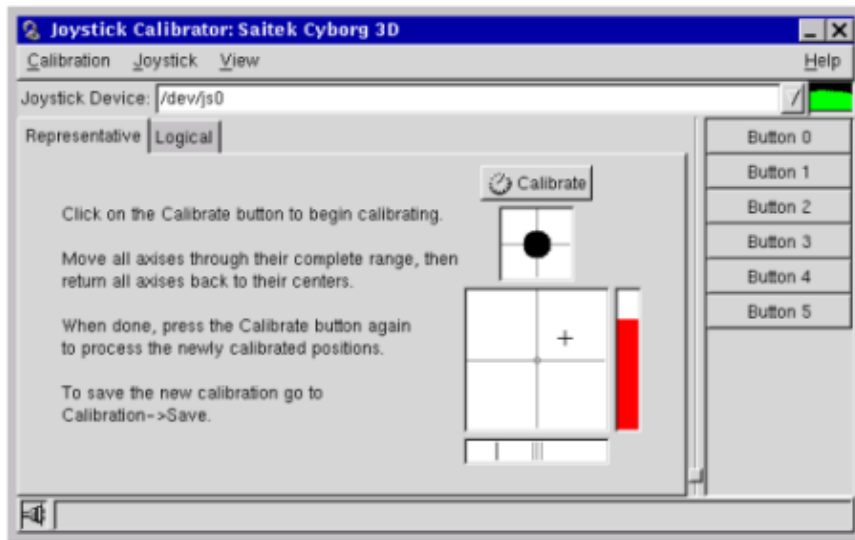 Joystick Calibrator: Saitek Cyborg 3D
Calibration Joystick View Help
Joystick Device: /dev/js0
Representative Logical
Calibrate
Click on the Calibrate button to begin calibrating.
Move all axises through their complete range, then
return all axises back to their centers.
When done, press the Calibrate button again
to process the newly calibrated positions.
To save the new calibration go to
Calibration->Save.
Button 0
Button 1
Button 2
Button 3
Button 4
Button 5